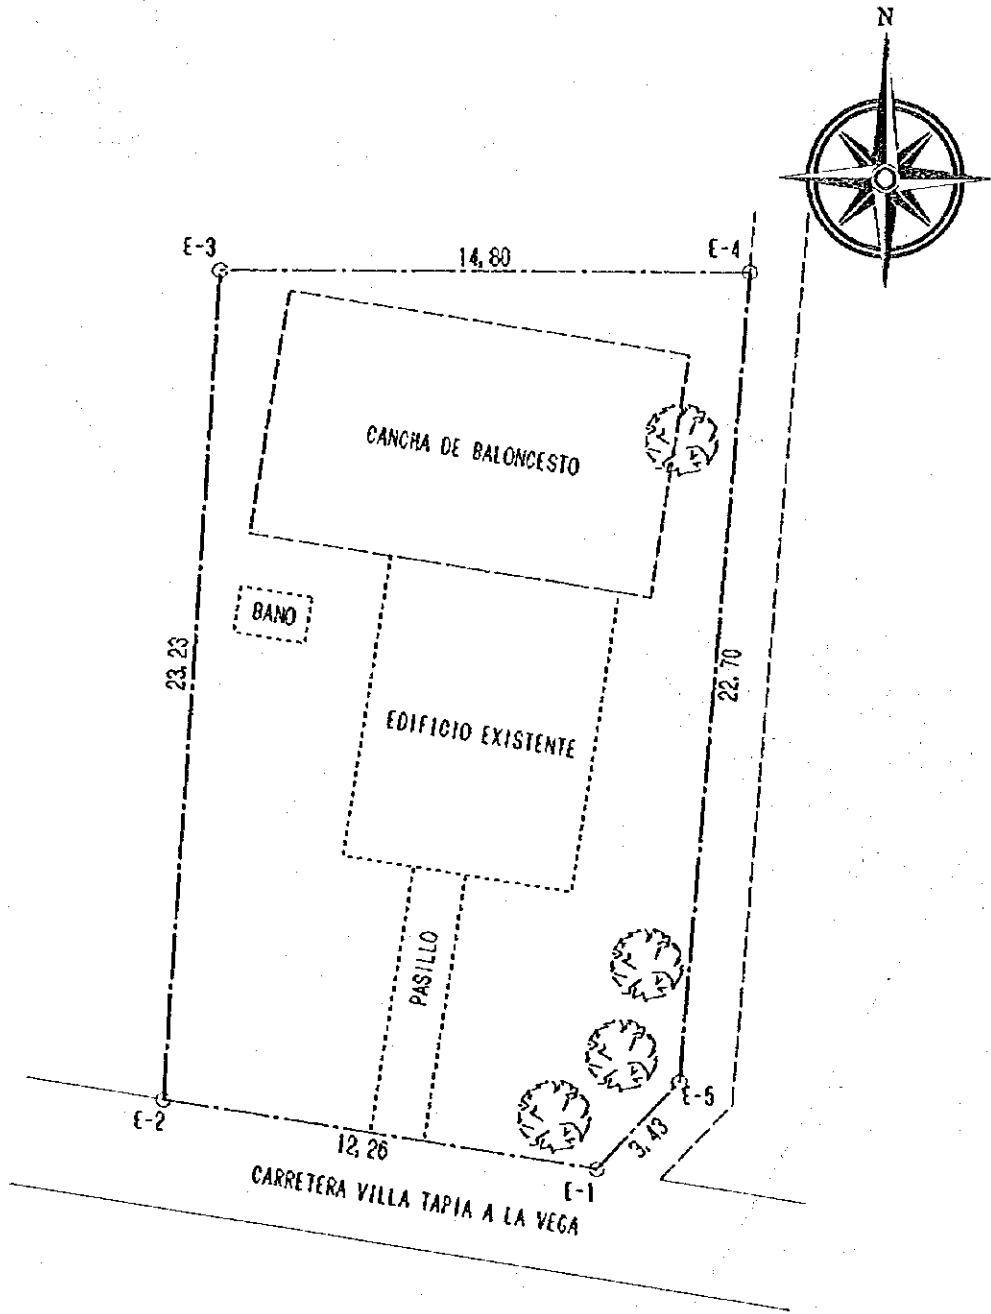 N
E-3
14,80
E-4
CANCHA DE BALONCESTO
BANO
23,23
22,70
EDIFICIO EXISTENTE
PASILLO
E-5
E-2
12,26
3,43
E-1
CARRETERA VILLA TAPIA A LA VEGA